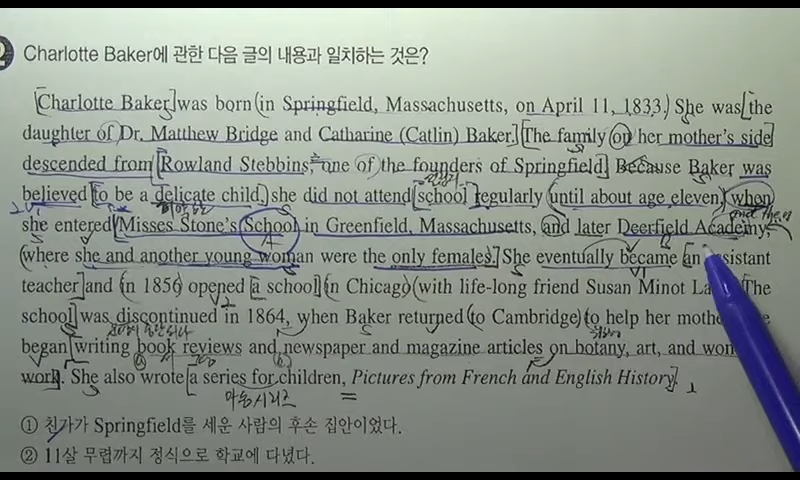 Charlotte Baker에 관한 다음 글의 내용과 일치하는 것은?
Charlotte Baker was born in Springfield, Massachusetts, on April 11, 1833. She was the
daughter of Dr. Matthew Bridge and Catharine (Catlin) Baker. The family on her mother's side
descended from Rowland Stebbins, one of the founders of Springfield. Because Baker was
believed to be a delicate child, she did not attend school regularly until about age eleven, when
she entered Misses Stone's School in Greenfield, Massachusetts, and later Deerfield Academy,
where she and another young woman were the only females. She eventually became an assistant
teacher and in 1856 opened a school in Chicago with life-long friend Susan Minot The
school was discontinued in 1864, when Baker returned to Cambridge to help her
began writing book reviews and newspaper and magazine articles on botany, art, and
work. She also wrote a series for children, Pictures from French and English History.
마음시리즈
① 친가가 Springfield를 세운 사람의 후손 집안이었다.
② 11살 무렵까지 정식으로 학교에 다녔다.